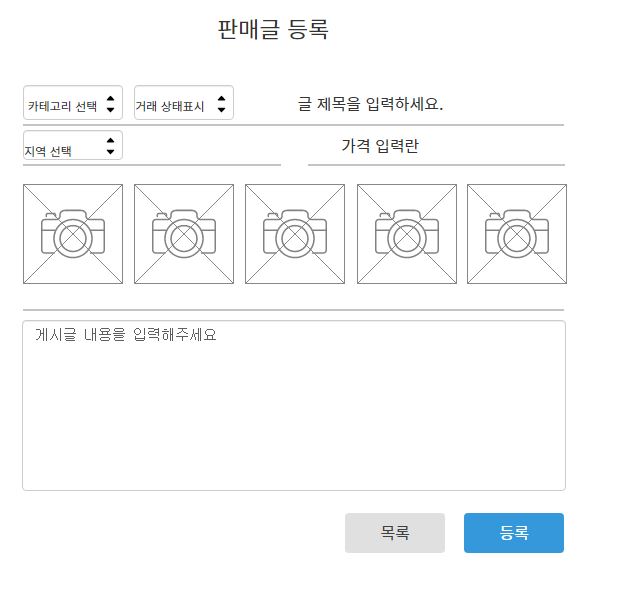 판매글 등록
카테고리 선택 거래 상태표시 글 제목을 입력하세요.
지역 선택 가격 입력란
게시글 내용을 입력해주세요
목록 등록